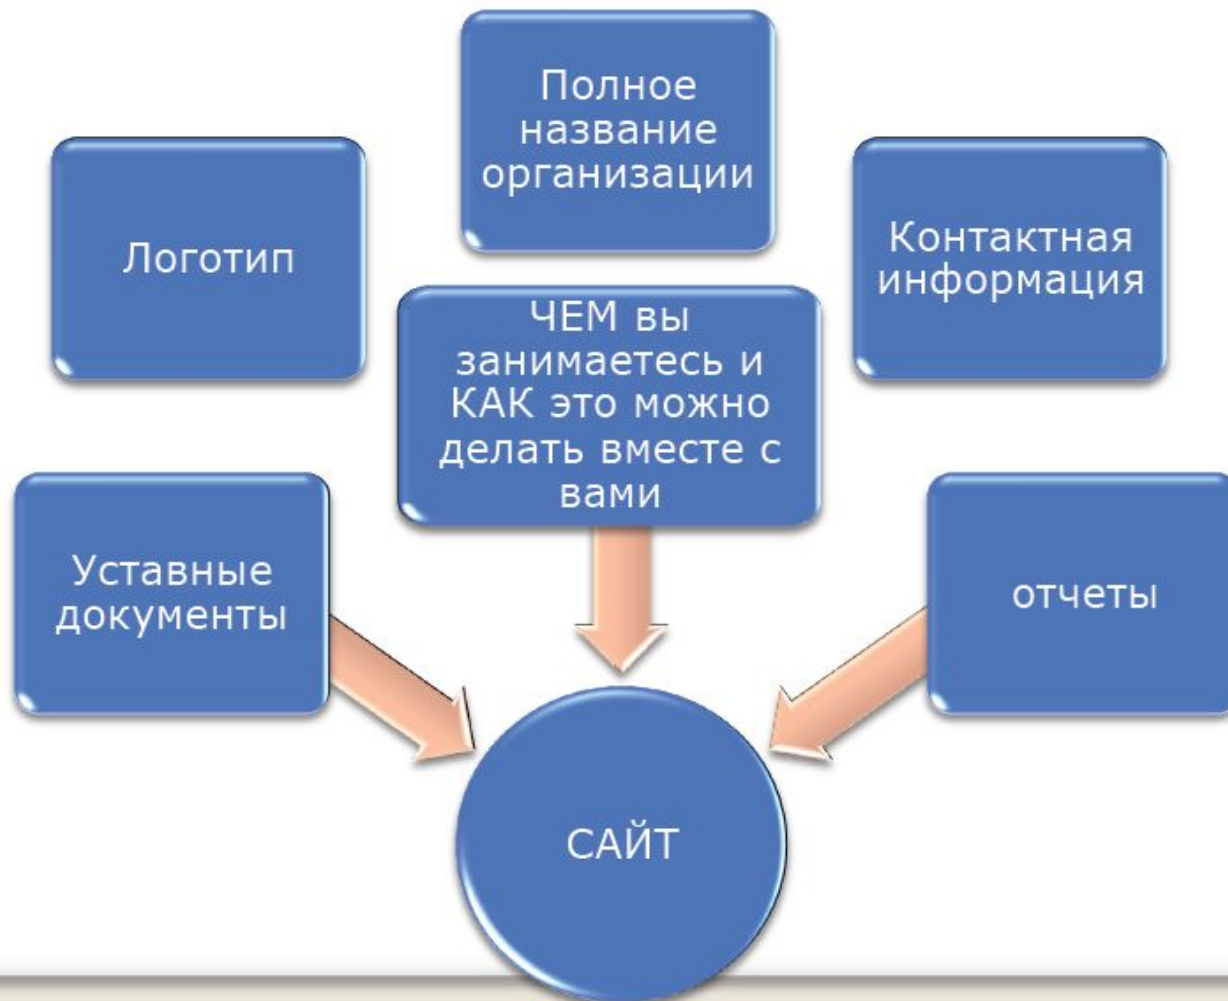 Полное
название
организации
Логотип
Контактная
информация
ЧЕМ вы
занимаетесь и
КАК это можно
делать вместе с
вами
Уставные
документы
отчеты
САЙТ